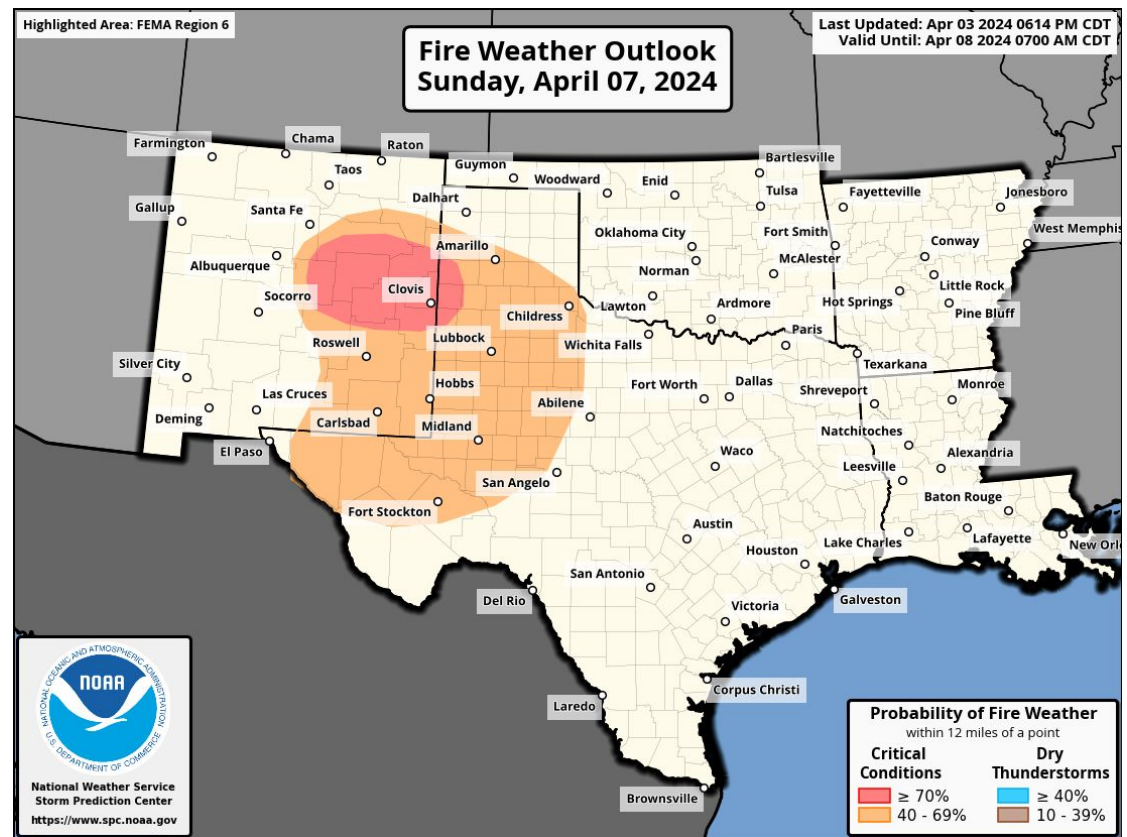 Highlighted Area: FEMA Region 6
Last Updated: Apr 03 2024 0614 PM CDT
Valid Until: Apr 08 2024 0700 AM CDT
Fire Weather Outlook
Sunday, April 07, 2024
Farmington
Chama
Raton
Taos
Guymon
Woodward
Enid
Bartlesville
Tulsa
Fayetteville
Jonesboro
Gallup
Santa Fe
Dalhart
Oklahoma City
Fort Smith
West Memphis
Amarillo
Conway
Albuquerque
Norman
McAlester
Little Rock
Socorro
Clovis
Childress
Lawton
Ardmore
Hot Springs
Pine Bluff
Roswell
Lubbock
Wichita Falls
Paris
Texarkana
Silver City
Las Cruces
Hobbs
Fort Worth
Dallas
Shreveport
Monroe
Deming
Carlsbad
Midland
Abilene
Natchitoches
El Paso
San Angelo
Waco
Leesville
Alexandria
Baton Rouge
Fort Stockton
Austin
Houston
Lake Charles
Lafayette
New Orl
San Antonio
Del Rio
Victoria
Galveston
Laredo
Corpus Christi
Brownsville
NATIONAL OCEANIC AND ATMOSPHERIC ADMINISTRATION
NOAA
U.S. DEPARTMENT OF COMMERCE
National Weather Service
Storm Prediction Center
https://www.spc.noaa.gov
Probability of Fire Weather
within 12 miles of a point
Critical Conditions
≥ 70%
40 - 69%
Dry Thunderstorms
≥ 40%
10 - 39%